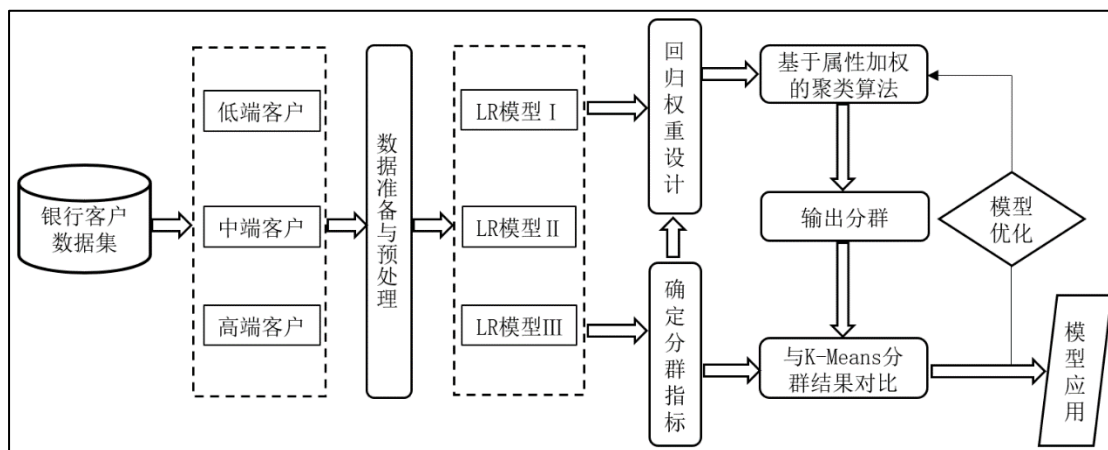 银行客户
数据集
低端客户
中端客户
高端客户
数据准备与预处理
LR模型Ⅰ
LR模型Ⅱ
LR模型Ⅲ
回归权重设计
确定分群指标
基于属性加权
的聚类算法
输出分群
与K-Means分
群结果对比
模型
优化
模型应用